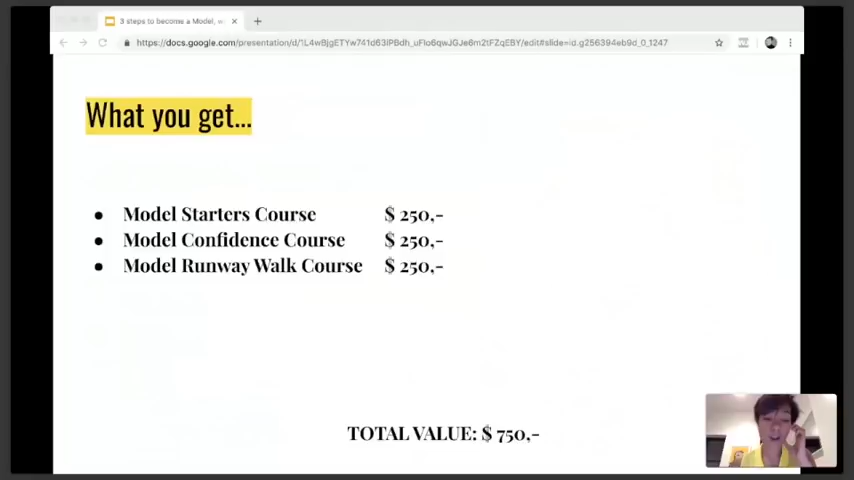 3 steps to become a Model, w
https://docs.google.com/presentation/d/1L4wBjgETYw741d63IPBdh_uFIo6qwJGJe6m2tFZqEBY/edit#slide=id.g256394eb9d_0_1247
What you get...
● Model Starters Course $ 250,-
● Model Confidence Course $ 250,-
● Model Runway Walk Course $ 250,-
TOTAL VALUE: $ 750,-